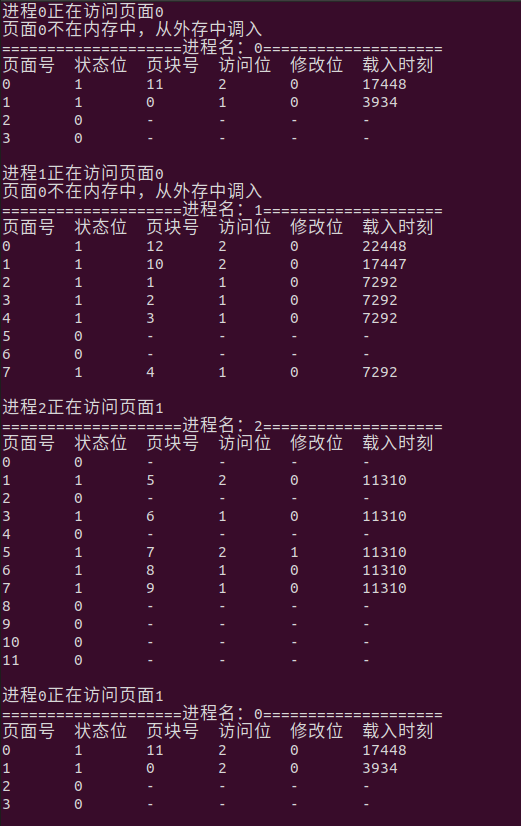 进程0正在访问页面0
页面0不在内存中，从外存中调入
====================进程名：0====================
页面号 状态位 页块号 访问位 修改位 载入时刻
0 1 11 2 0 17448
1 1 0 1 0 3934
2 0 - - - -
3 0 - - - -
进程1正在访问页面0
页面0不在内存中，从外存中调入
====================进程名：1====================
页面号 状态位 页块号 访问位 修改位 载入时刻
0 1 12 2 0 22448
1 1 10 2 0 17447
2 1 1 1 0 7292
3 1 2 1 0 7292
4 1 3 1 0 7292
5 0 - - - -
6 0 - - - -
7 1 4 1 0 7292
进程2正在访问页面1
====================进程名：2====================
页面号 状态位 页块号 访问位 修改位 载入时刻
0 0 - - - -
1 1 5 2 0 11310
2 0 - - - -
3 1 6 1 0 11310
4 0 - - - -
5 1 7 2 1 11310
6 1 8 1 0 11310
7 1 9 1 0 11310
8 0 - - - -
9 0 - - - -
10 0 - - - -
11 0 - - - -
进程0正在访问页面1
====================进程名：0====================
页面号 状态位 页块号 访问位 修改位 载入时刻
0 1 11 2 0 17448
1 1 0 2 0 3934
2 0 - - - -
3 0 - - - -